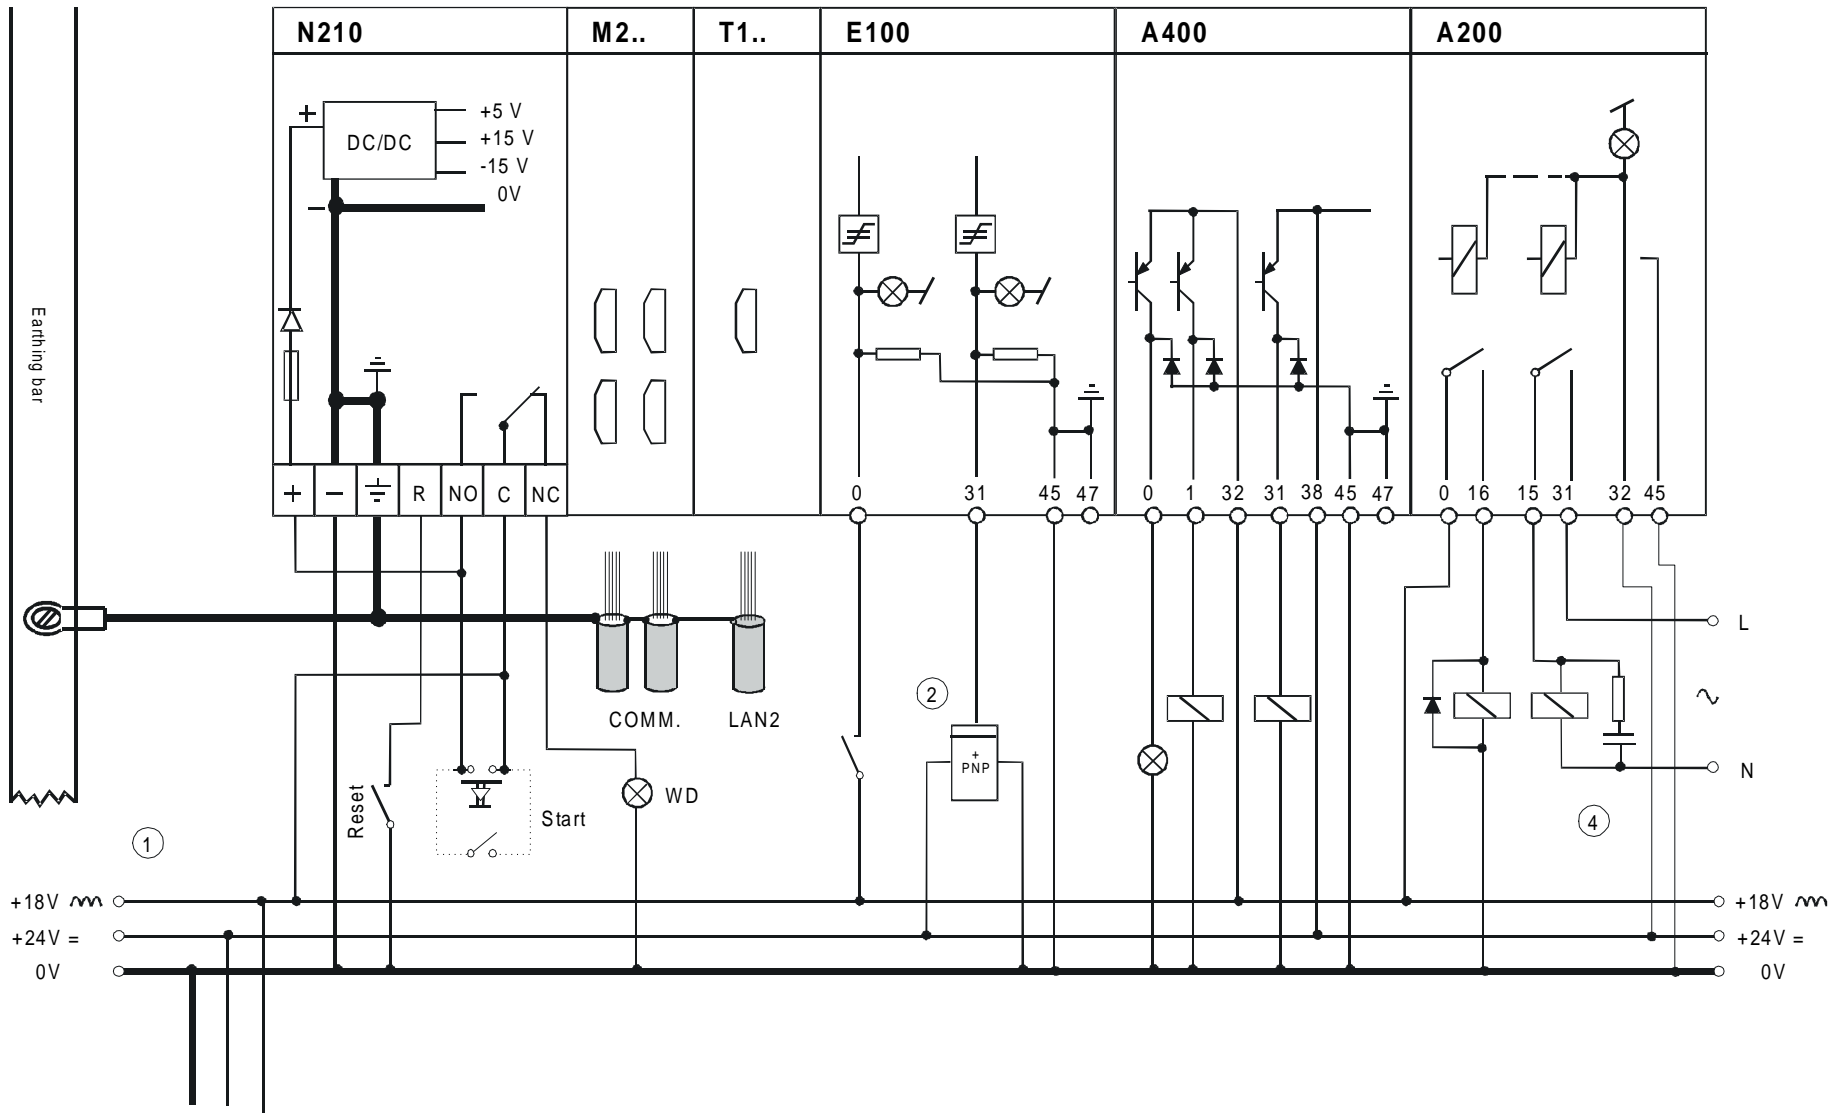 N210 M2.. T1.. E100 A400 A200
+5 V
DC/DC
+15 V
-15 V
0V
Earthing bar
+ − R NO C NC
0 31 45 47 0 1 32 31 38 45 47 0 16 15 31 32 45
L
COMM. LAN2
2
+
PNP
N
Reset
Start
WD
1
4
+18V +18V
+24V = +24V =
0V 0V